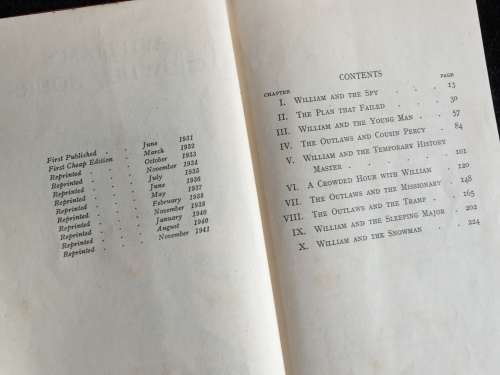 First Published . . June 1931
First Cheap Edition . March 1932
Reprinted . . October 1933
Reprinted . . November 1934
Reprinted . . July 1935
Reprinted . . June 1936
Reprinted . . May 1937
Reprinted . . February 1938
Reprinted . . November 1938
Reprinted . . January 1940
Reprinted . . August 1940
Reprinted . . November 1941
CONTENTS
CHAPTER PAGE
I. WILLIAM AND THE SPY . . . 13
II. THE PLAN THAT FAILED . . . 30
III. WILLIAM AND THE YOUNG MAN . . 57
IV. THE OUTLAWS AND COUSIN PERCY . . 84
V. WILLIAM AND THE TEMPORARY HISTORY
MASTER . . . . . 101
VI. A CROWDED HOUR WITH WILLIAM . 120
VII. THE OUTLAWS AND THE MISSIONARY . 148
VIII. THE OUTLAWS AND THE TRAMP . . 165
IX. WILLIAM AND THE SLEEPING MAJOR . 202
X. WILLIAM AND THE SNOWMAN . . 224